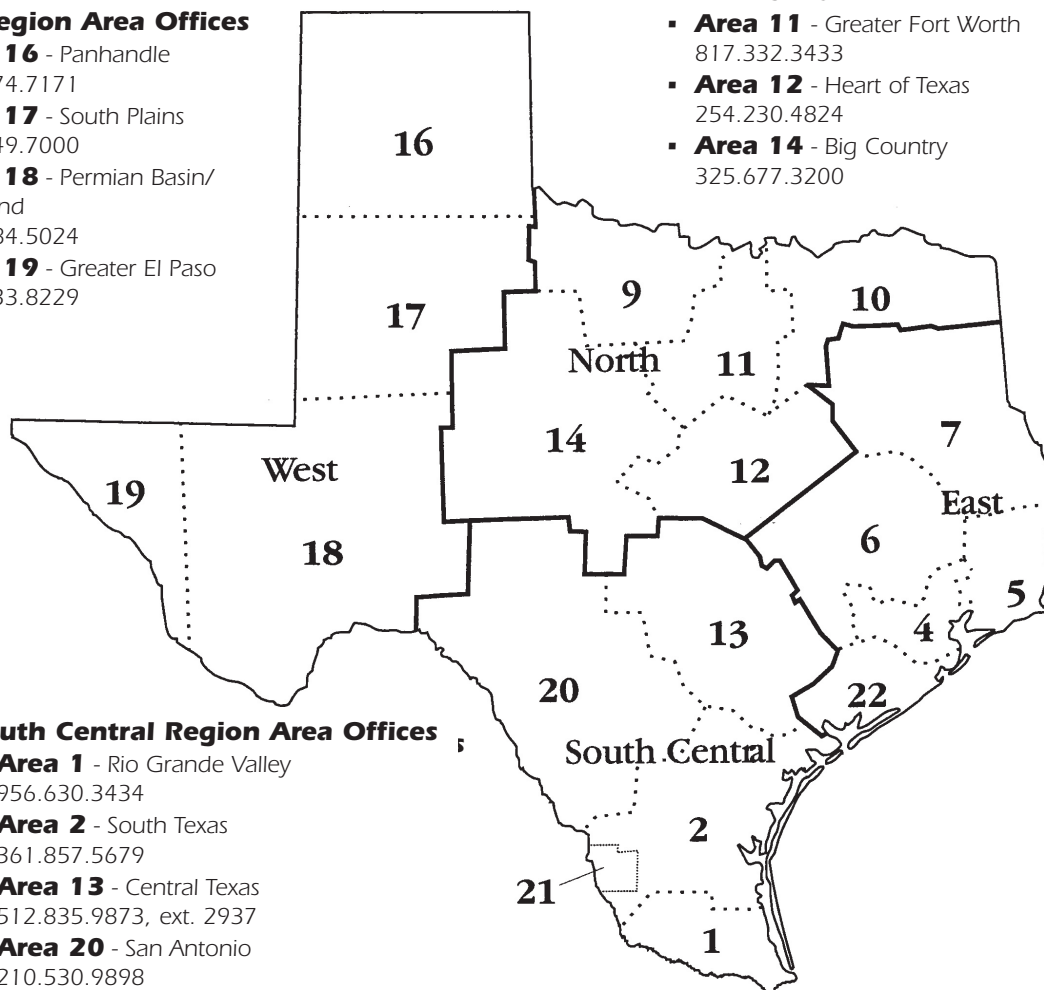 egion Area Offices
16 - Panhandle
74.7171
17 - South Plains
49.7000
18 - Permian Basin/
nd
34.5024
19 - Greater El Paso
33.8229
▪ Area 11 - Greater Fort Worth
817.332.3433
▪ Area 12 - Heart of Texas
254.230.4824
▪ Area 14 - Big Country
325.677.3200
16
9
10
17
North
11
14
7
West
12
19
East
18
6
5
13
4
20
22
South Central
2
21
1
uth Central Region Area Offices
s
Area 1 - Rio Grande Valley
956.630.3434
Area 2 - South Texas
361.857.5679
Area 13 - Central Texas
512.835.9873, ext. 2937
Area 20 - San Antonio
210.530.9898